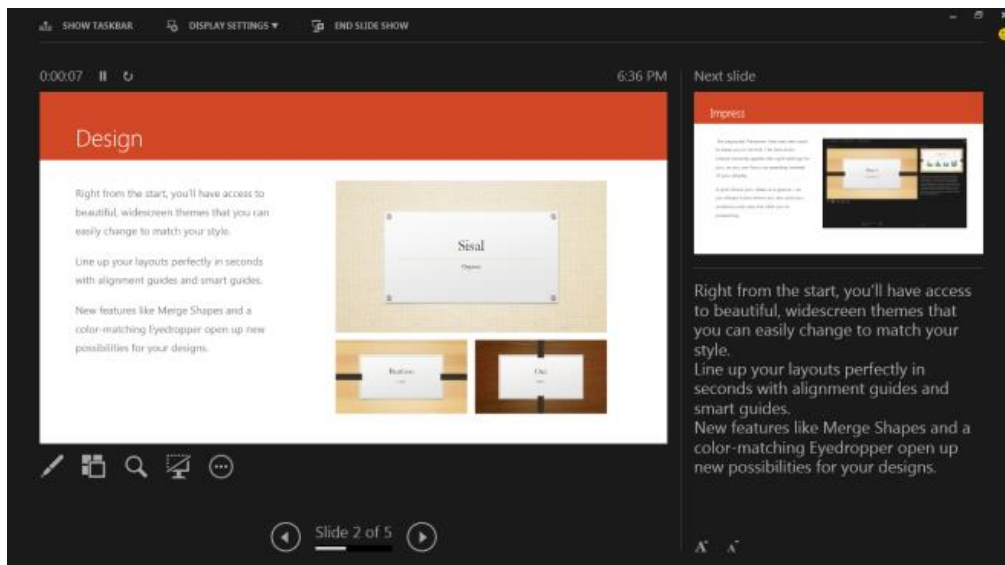 SHOW TASKBAR
DISPLAY SETTINGS ▼
END SLIDE SHOW
0:00:07
6:36 PM
Next slide
Design
Right from the start, you'll have access to
beautiful, widescreen themes that you can
easily change to match your style.
Line up your layouts perfectly in seconds
with alignment guides and smart guides.
New features like Merge Shapes and a
color-matching Eyedropper open up new
possibilities for your designs.
Sisal
Organic
Slide 2 of 5
Impress
Right from the start, you'll have access
to beautiful, widescreen themes that
you can easily change to match your
style.
Line up your layouts perfectly in
seconds with alignment guides and
smart guides.
New features like Merge Shapes and a
color-matching Eyedropper open up
new possibilities for your designs.
A A